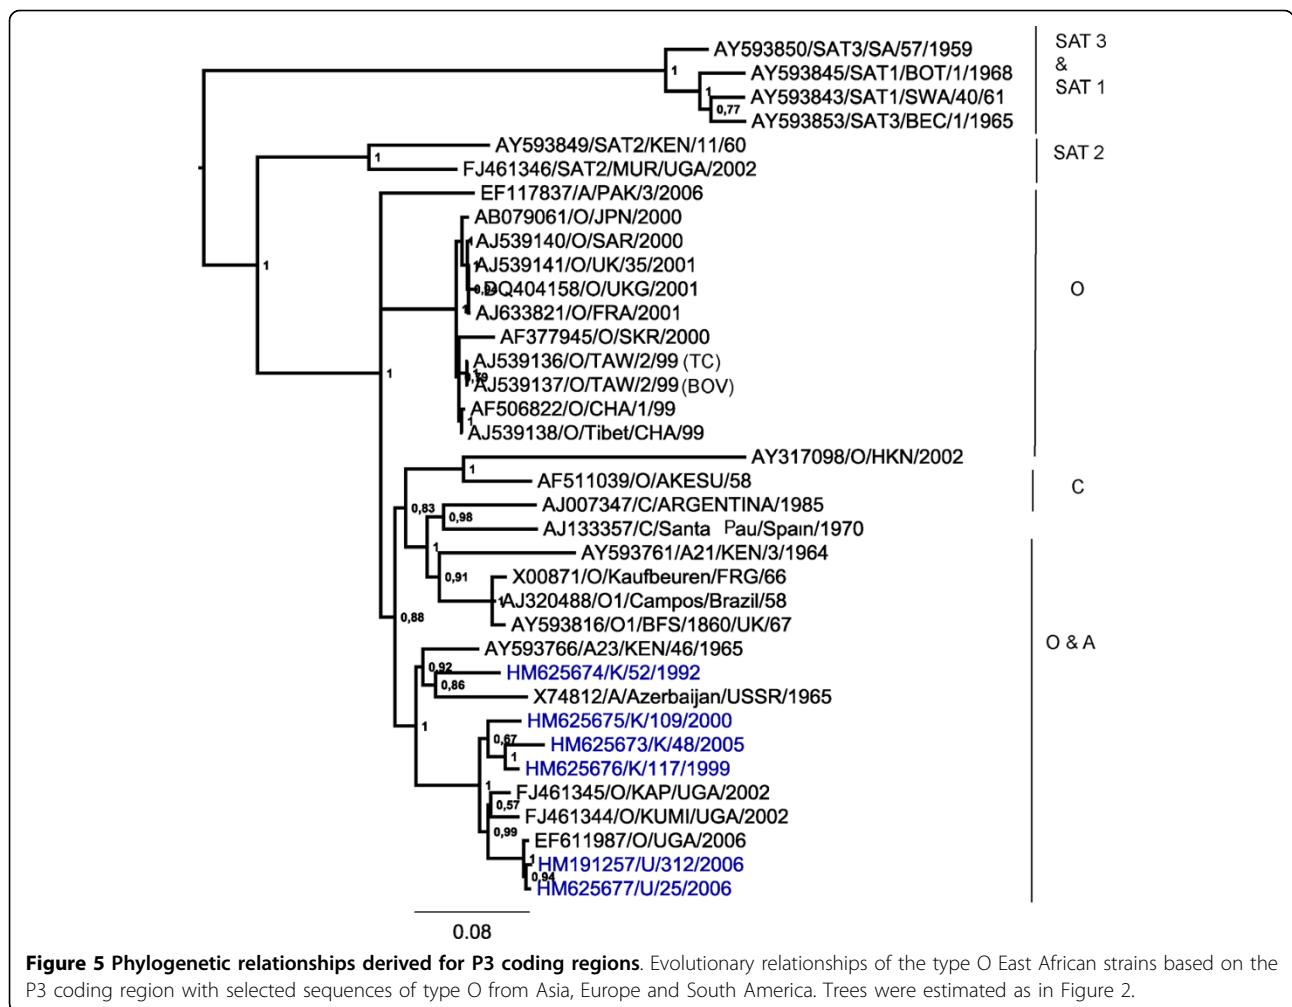 AY593850/SAT3/SA/57/1959
AY593845/SAT1/BOT/1/1968
AY593843/SAT1/SWA/40/61
AY593853/SAT3/BEC/1/1965
1
1
0,77
SAT 3
&
SAT 1
AY593849/SAT2/KEN/11/60
FJ461346/SAT2/MUR/UGA/2002
1
SAT 2
1
EF117837/A/PAK/3/2006
AB079061/O/JPN/2000
AJ539140/O/SAR/2000
AJ539141/O/UK/35/2001
DQ404158/O/UKG/2001
AJ633821/O/FRA/2001
AF377945/O/SKR/2000
AJ539136/O/TAW/2/99 (TC)
AJ539137/O/TAW/2/99 (BOV)
AF506822/O/CHA/1/99
AJ539138/O/Tibet/CHA/99
1
1
O
AY317098/O/HKN/2002
AF511039/O/AKESU/58
1
AJ007347/C/ARGENTINA/1985
AJ133357/C/Santa Pau/Spain/1970
0,83
0,98
C
AY593761/A21/KEN/3/1964
X00871/O/Kaufbeuren/FRG/66
AJ320488/O1/Campos/Brazil/58
AY593816/O1/BFS/1860/UK/67
1
0,91
1
0,88
AY593766/A23/KEN/46/1965
HM625674/K/52/1992
X74812/A/Azerbaijan/USSR/1965
0,92
0,86
1
O & A
HM625675/K/109/2000
HM625673/K/48/2005
HM625676/K/117/1999
0,67
1
1
FJ461345/O/KAP/UGA/2002
FJ461344/O/KUMI/UGA/2002
0,57
0,99
EF611987/O/UGA/2006
HM191257/U/312/2006
HM625677/U/25/2006
1
0,94
0.08
Figure 5 Phylogenetic relationships derived for P3 coding regions. Evolutionary relationships of the type O East African strains based on the
P3 coding region with selected sequences of type O from Asia, Europe and South America. Trees were estimated as in Figure 2.